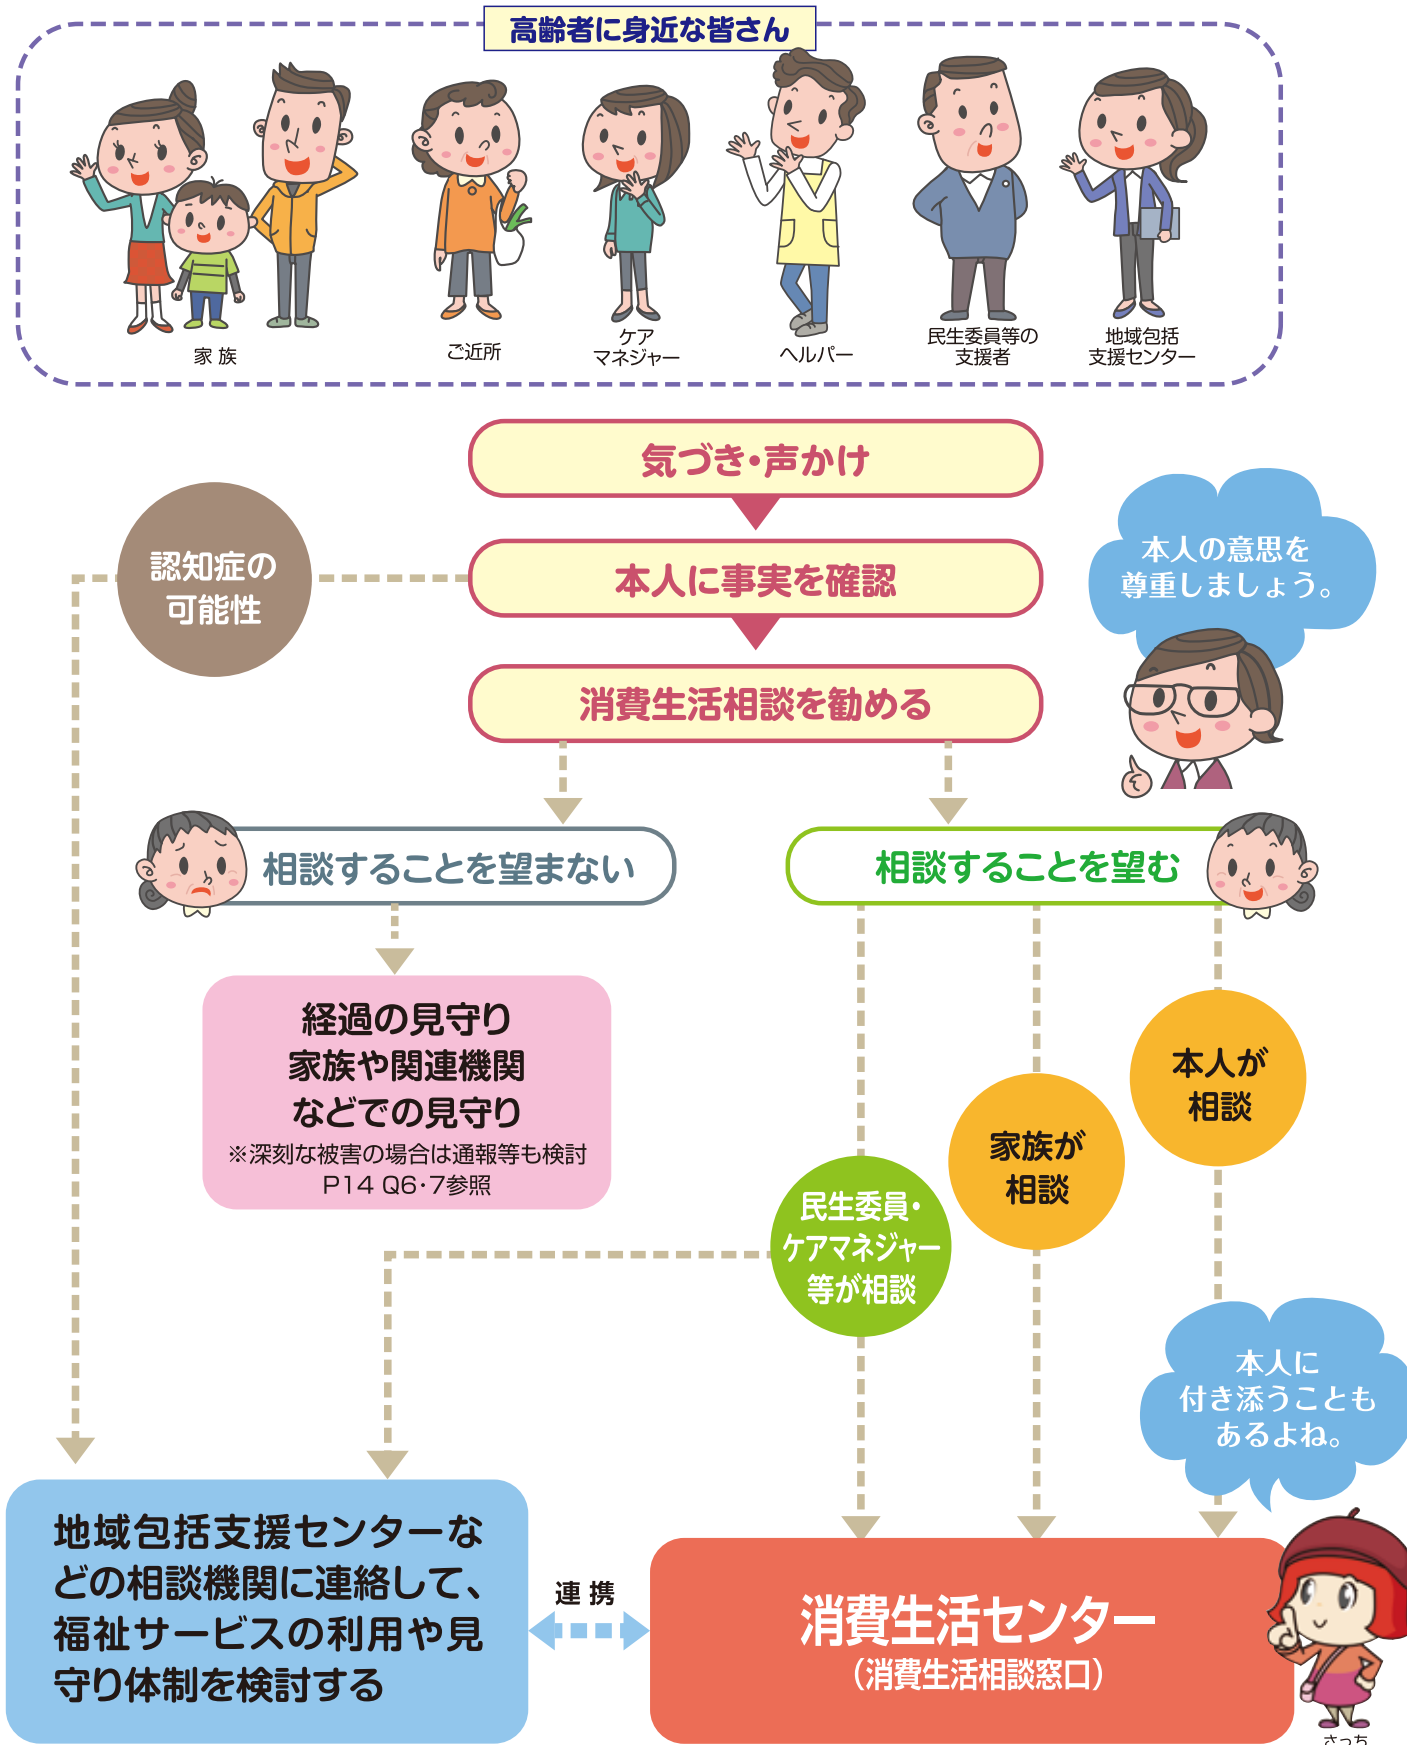 高齢者に身近な皆さん
家 族
ご近所
ケア
マネジャー
ヘルパー
民生委員等の
支援者
地域包括
支援センター
気づき・声かけ
認知症の
可能性
本人に事実を確認
本人の意思を
尊重しましょう。
消費生活相談を勧める
相談することを望まない
相談することを望む
経過の見守り
家族や関連機関
などでの見守り
※深刻な被害の場合は通報等も検討
P14 Q6・7参照
本人が
相談
家族が
相談
民生委員・
ケアマネジャー
等が相談
本人に
付き添うことも
あるよね。
地域包括支援センターな
どの相談機関に連絡して、
福祉サービスの利用や見
守り体制を検討する
連 携
消費生活センター
（消費生活相談窓口）
さっち